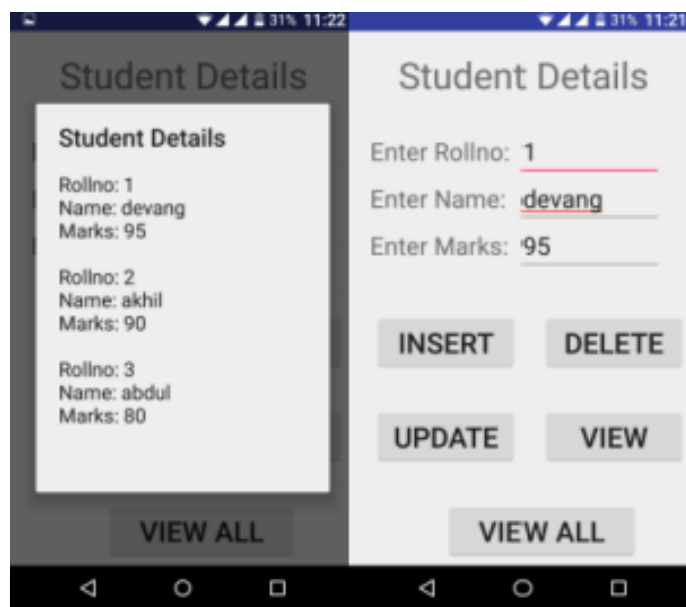 31% 11:22
Student Details
Student Details
Rollno: 1
Name: devang
Marks: 95
Rollno: 2
Name: akhil
Marks: 90
Rollno: 3
Name: abdul
Marks: 80
VIEW ALL
31% 11:21
Student Details
Enter Rollno: 1
Enter Name: devang
Enter Marks: 95
INSERT DELETE
UPDATE VIEW
VIEW ALL